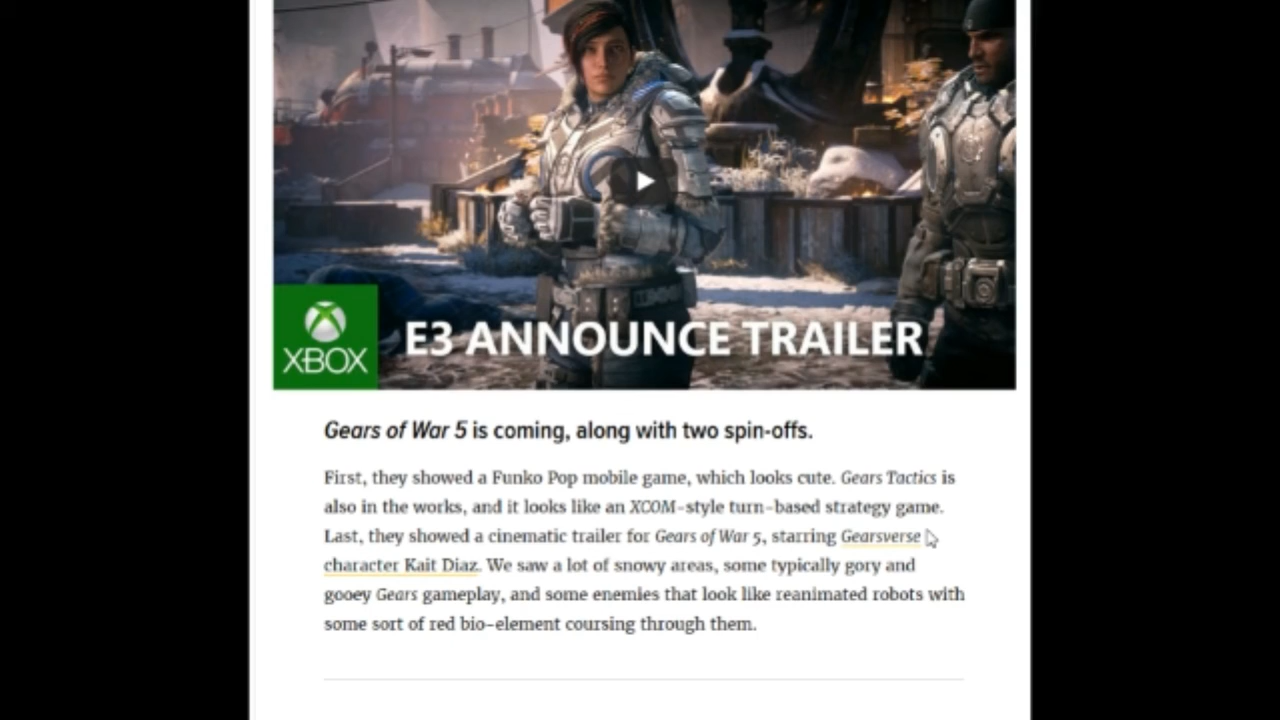 XBOX
E3 ANNOUNCE TRAILER
Gears of War 5 is coming, along with two spin-offs.
First, they showed a Funko Pop mobile game, which looks cute. Gears Tactics is
also in the works, and it looks like an XCOM-style turn-based strategy game.
Last, they showed a cinematic trailer for Gears of War 5, starring Gearsverse
character Kait Diaz. We saw a lot of snowy areas, some typically gory and
gooey Gears gameplay, and some enemies that look like reanimated robots with
some sort of red bio-element coursing through them.